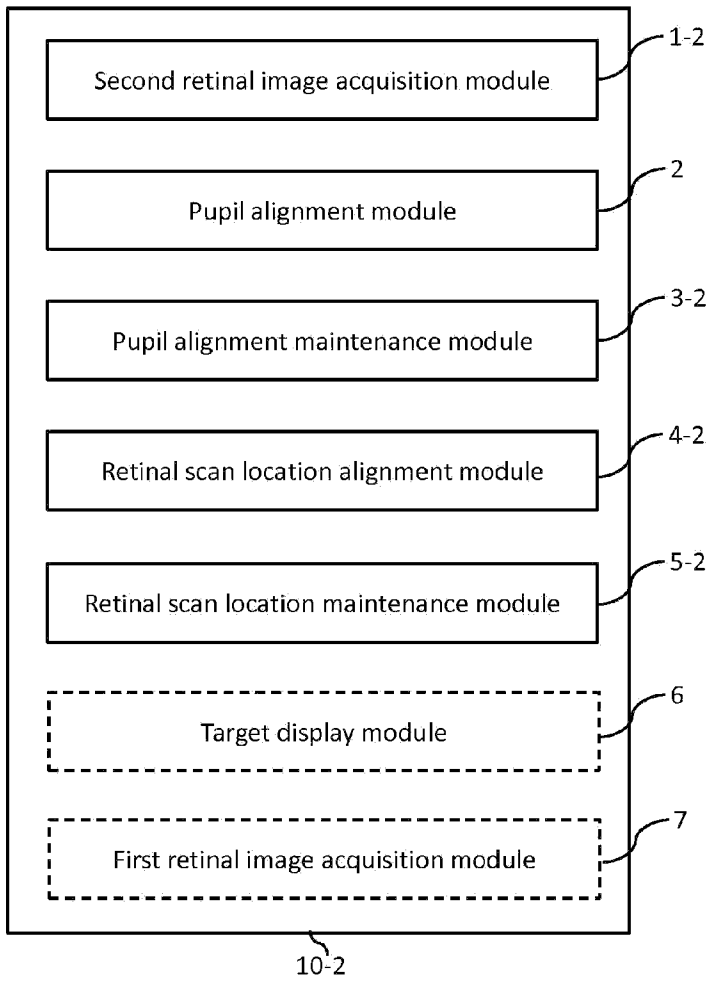 1-2
Second retinal image acquisition module
2
Pupil alignment module
3-2
Pupil alignment maintenance module
4-2
Retinal scan location alignment module
5-2
Retinal scan location maintenance module
6
Target display module
7
First retinal image acquisition module
10-2